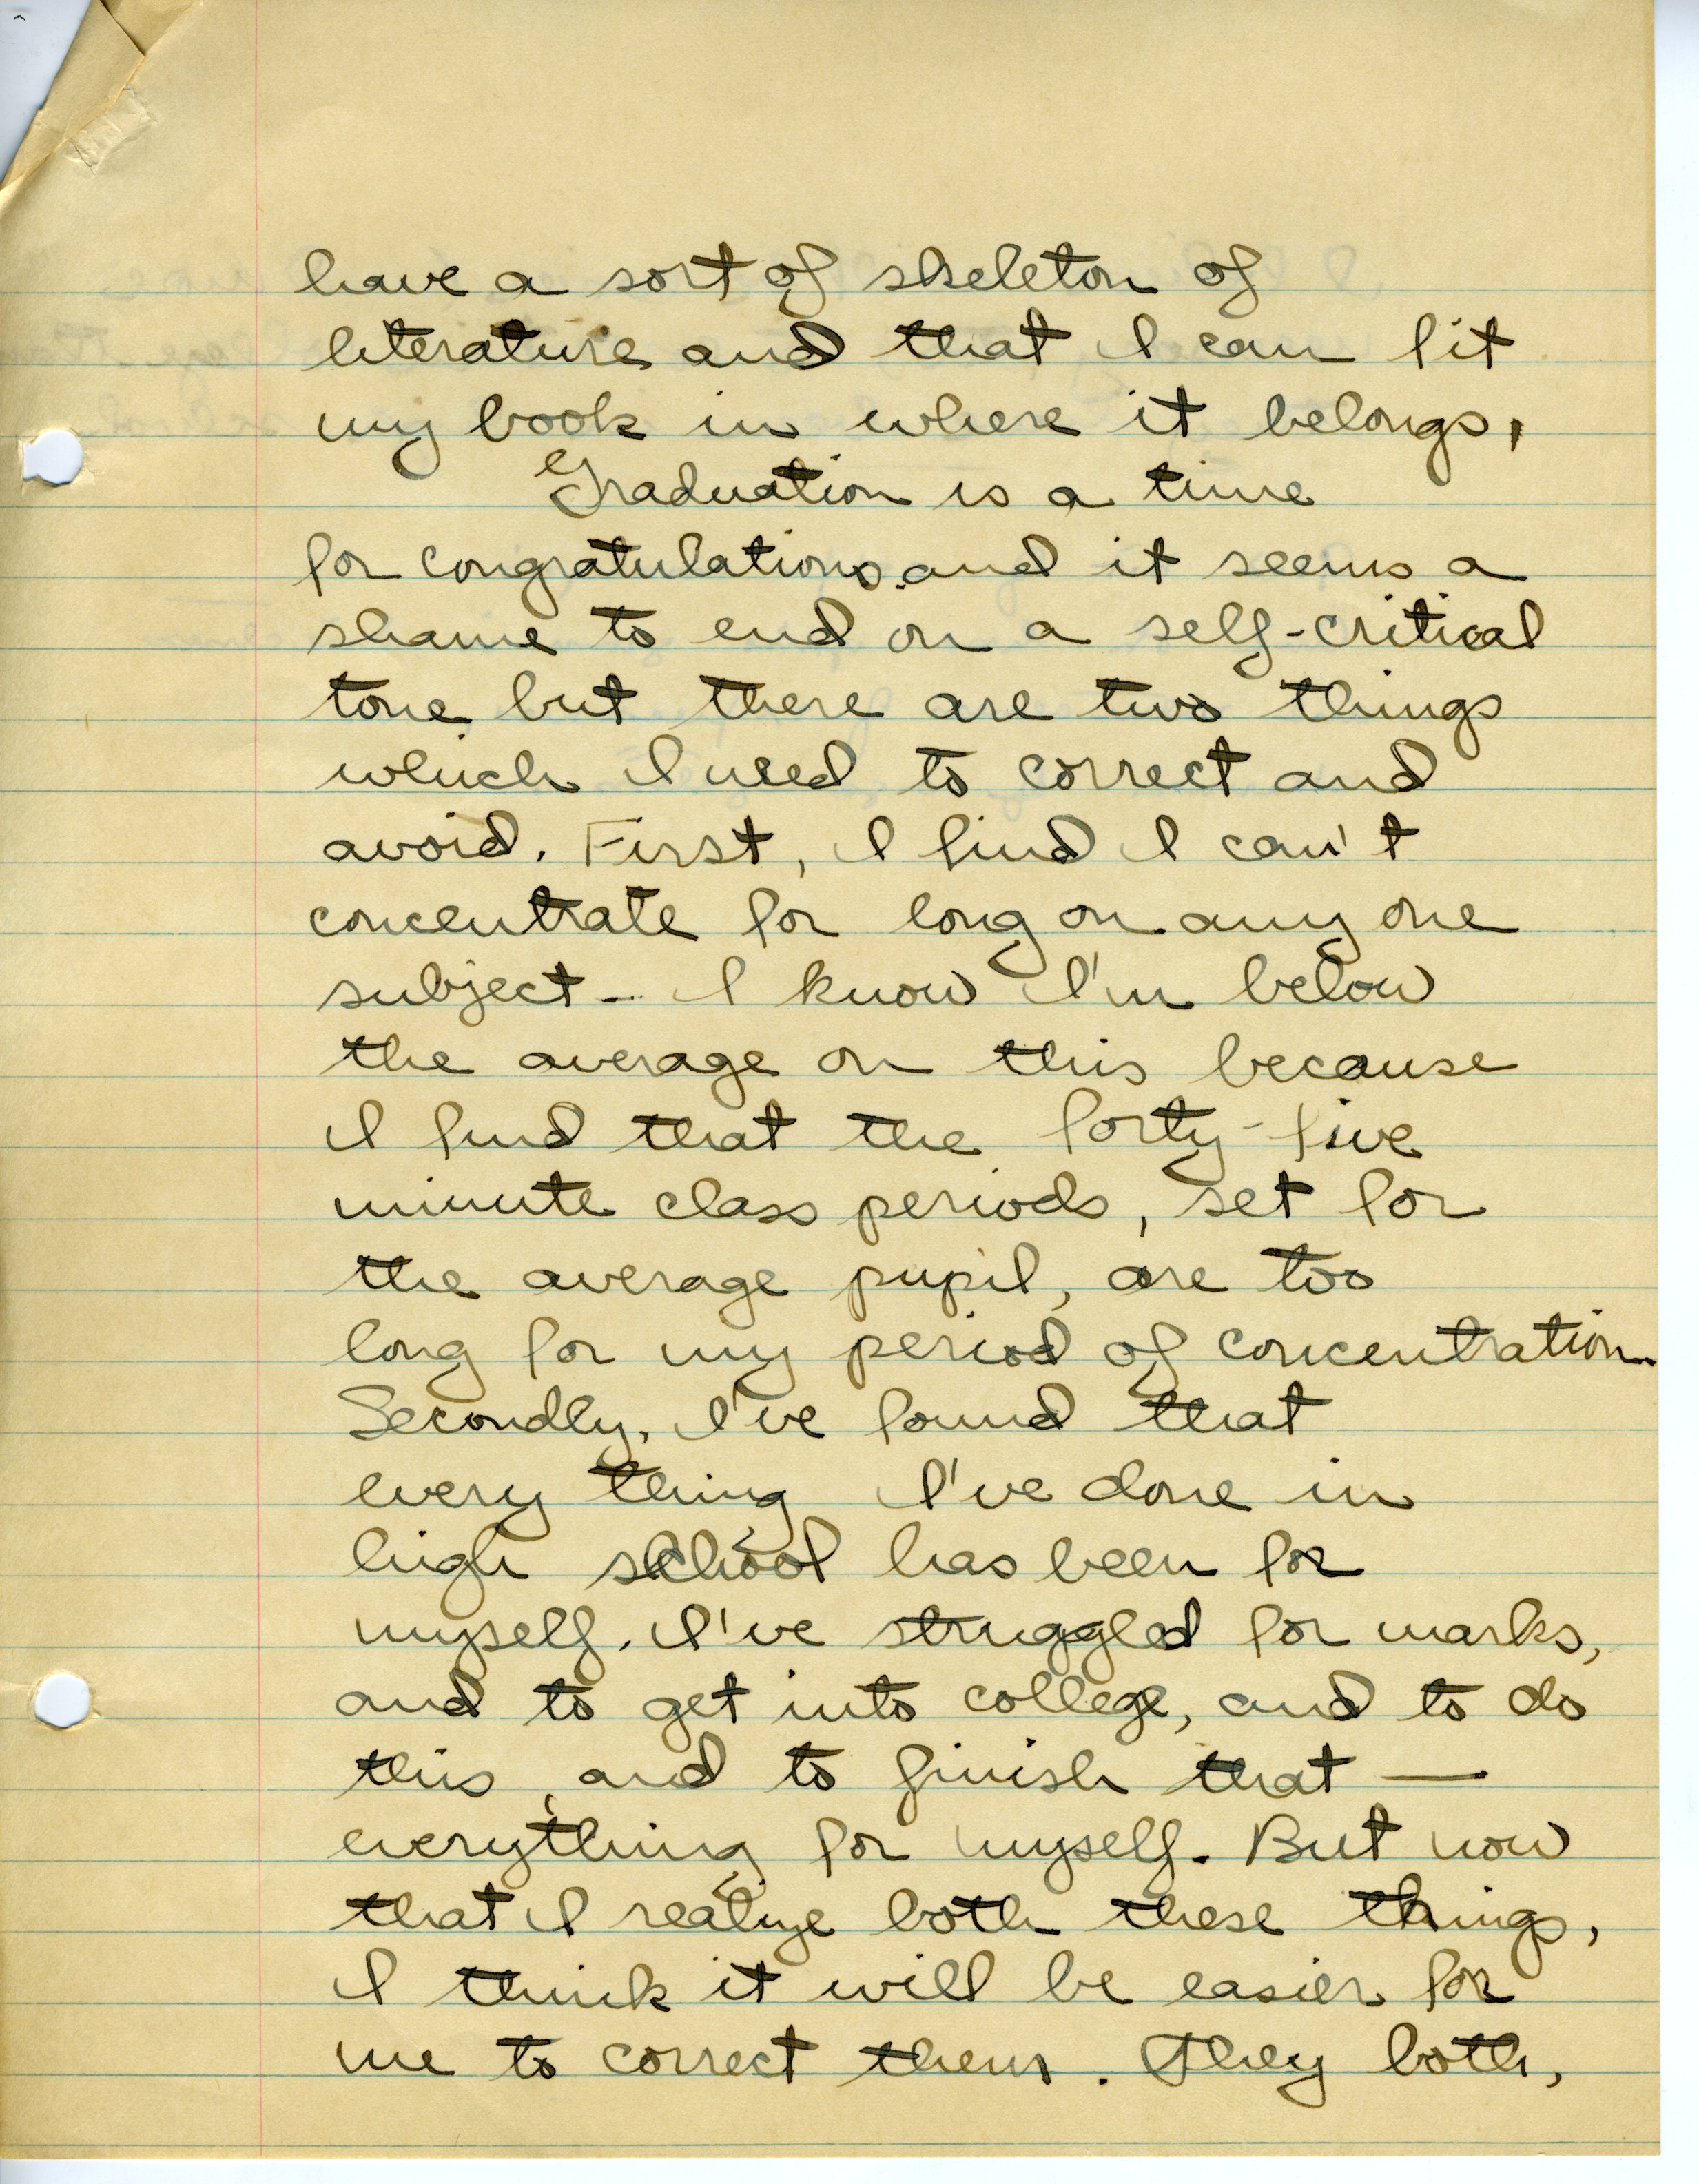 have a sort of skeleton of
literature and that I can fit
my book in where it belongs.
Graduation is a time
for congratulations and it seems a
shame to end on a self-critical
tone but there are two things
which I need to correct and
avoid. First, I find I can't
concentrate for long on any one
subject - I know I'm below
the average on this because
I find that the forty-five
minute class periods, set for
the average pupil, are too
long for my period of concentration.
Secondly, I've found that
every thing I've done in
high school has been for
myself. I've struggled for marks,
and to get into college, and to do
this, and to finish that —
everything for myself. But now
that I realize both these things,
I think it will be easier for
me to correct them. They both,